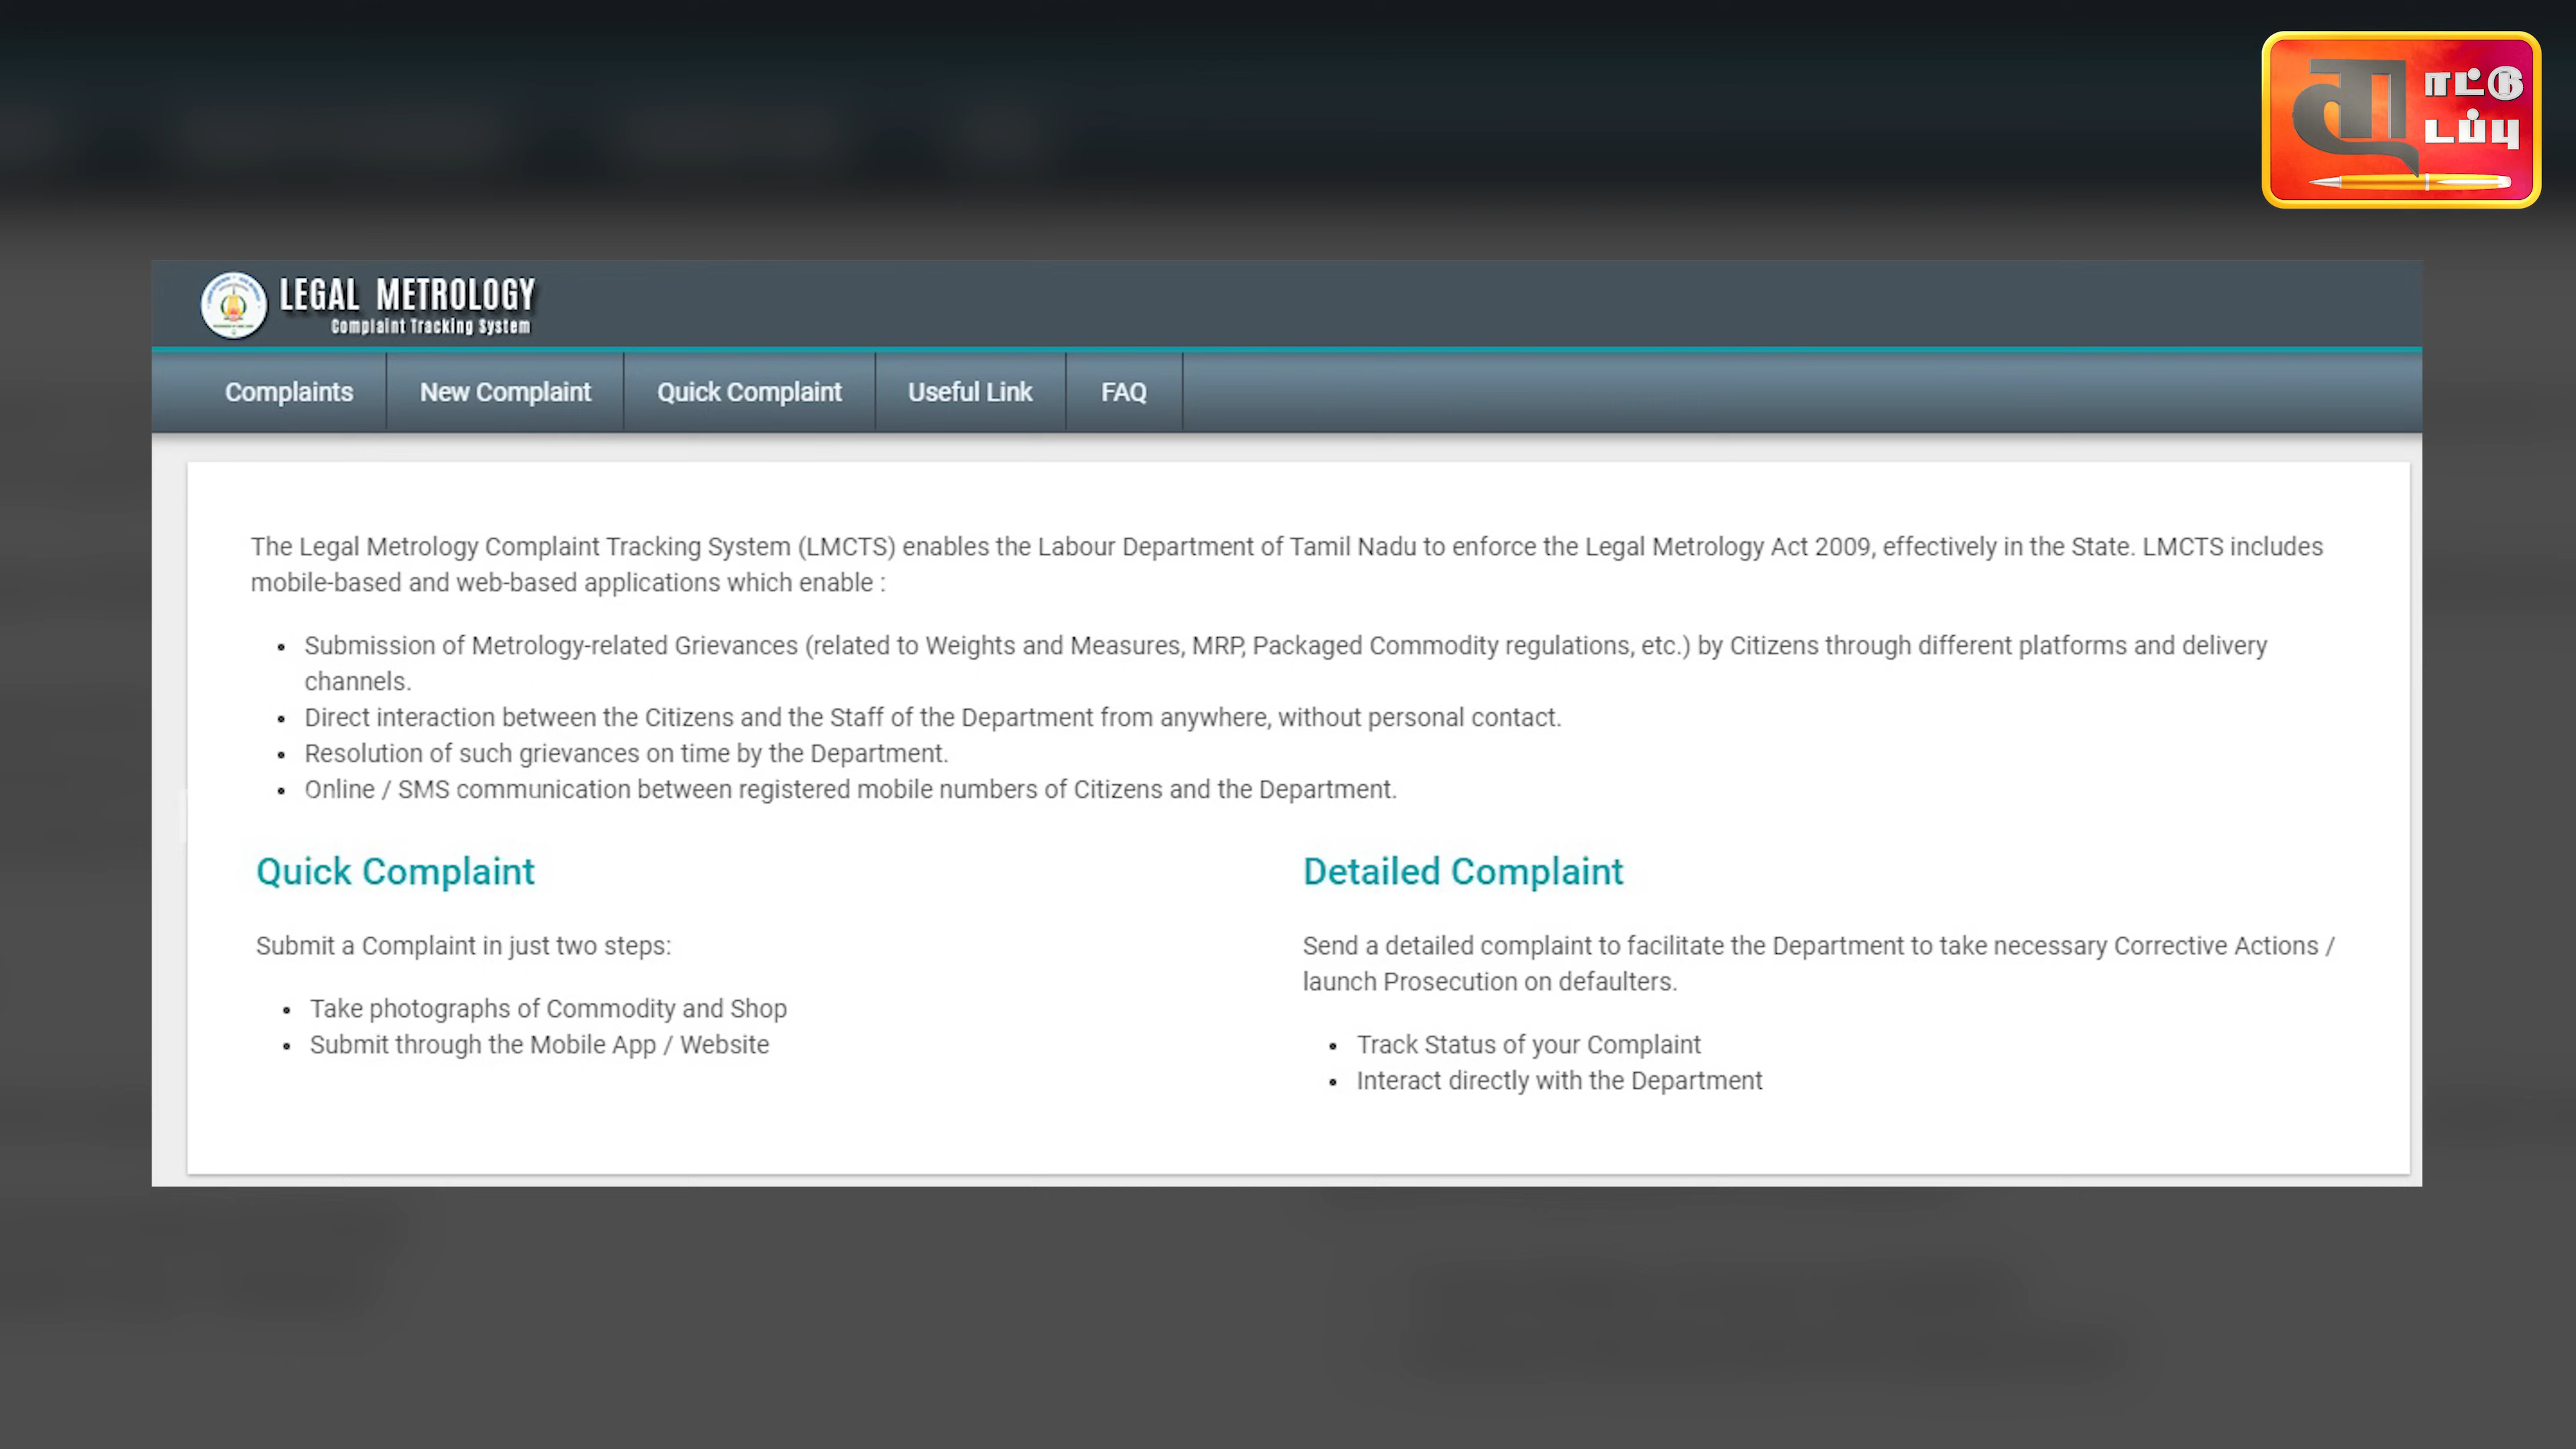 ாட்டு
டீப்பு
LEGAL METROLOGY
Complaint Tracking System
Complaints New Complaint Quick Complaint Useful Link FAQ
The Legal Metrology Complaint Tracking System (LMCTS) enables the Labour Department of Tamil Nadu to enforce the Legal Metrology Act 2009, effectively in the State. LMCTS includes
mobile-based and web-based applications which enable :
• Submission of Metrology-related Grievances (related to Weights and Measures, MRP, Packaged Commodity regulations, etc.) by Citizens through different platforms and delivery
channels.
• Direct interaction between the Citizens and the Staff of the Department from anywhere, without personal contact.
• Resolution of such grievances on time by the Department.
• Online / SMS communication between registered mobile numbers of Citizens and the Department.
Quick Complaint
Submit a Complaint in just two steps:
• Take photographs of Commodity and Shop
• Submit through the Mobile App / Website
Detailed Complaint
Send a detailed complaint to facilitate the Department to take necessary Corrective Actions /
launch Prosecution on defaulters.
• Track Status of your Complaint
• Interact directly with the Department